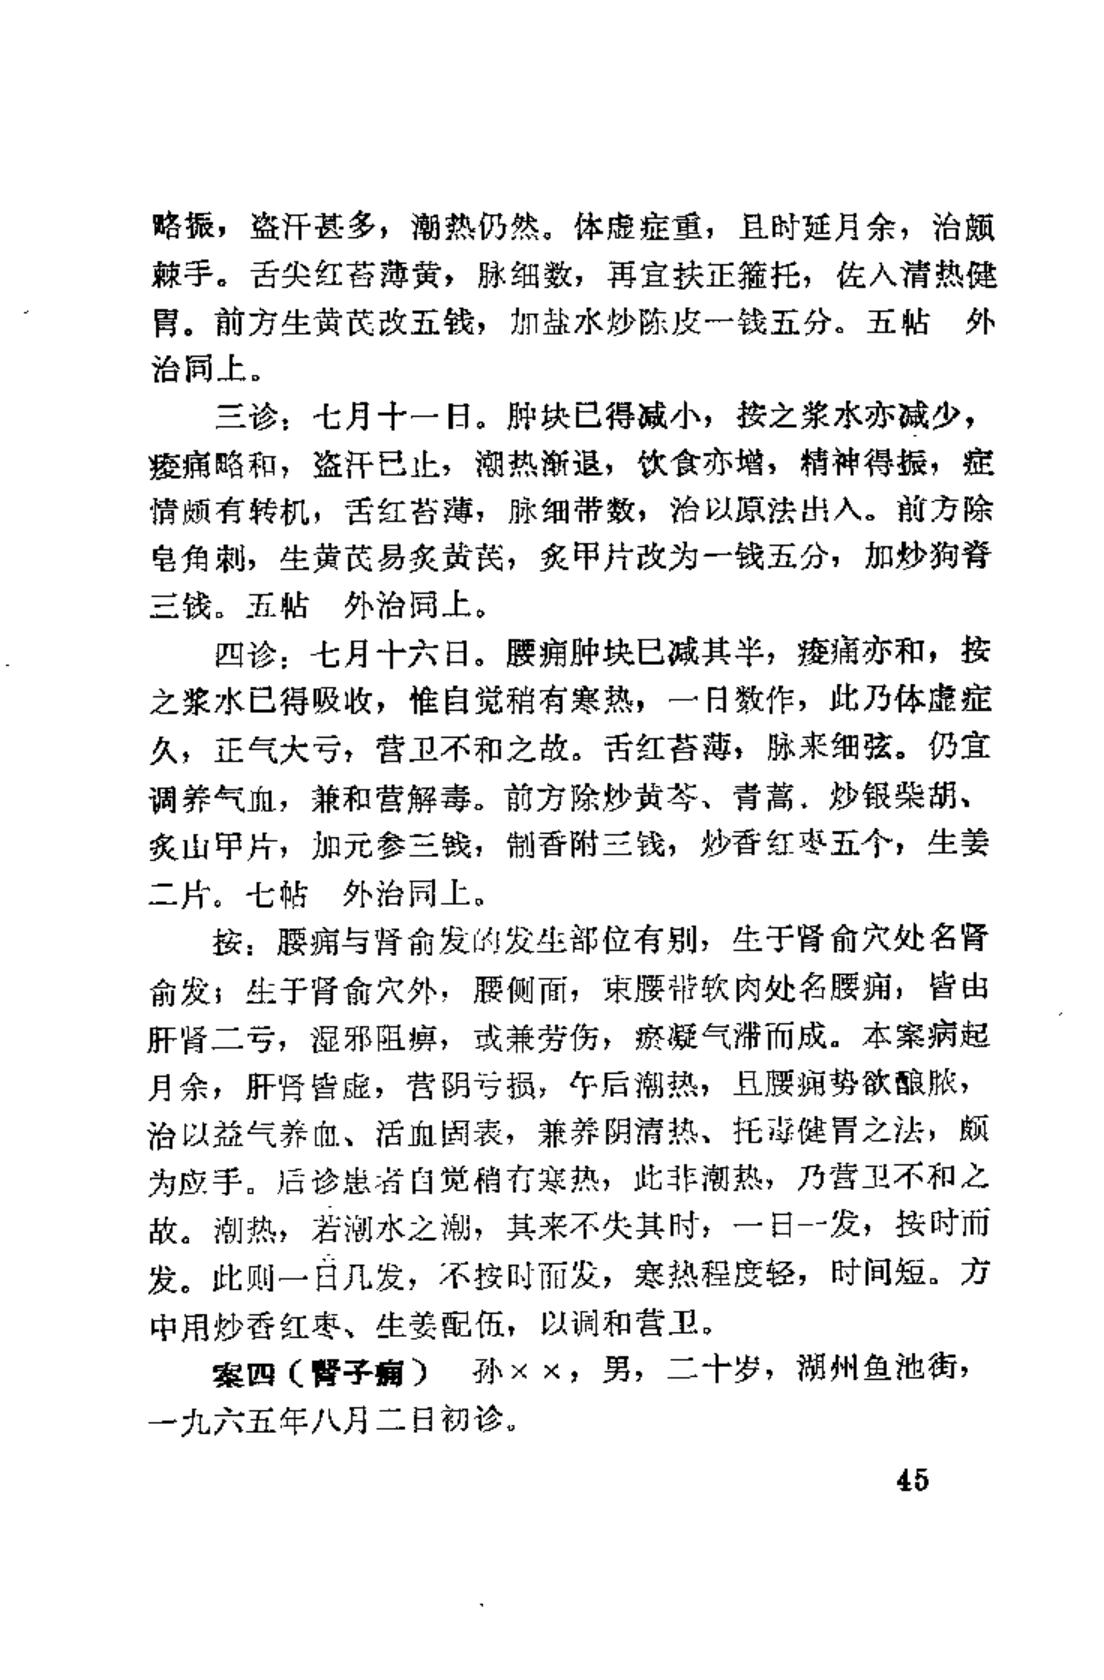 略振，盗汗甚多，潮热仍然。体虚症重，且时延月余，治颇
棘手。舌尖红苔薄黄，脉细数，再宜扶正箍托，佐入清热健
胃。前方生黄芪改五钱，加盐水炒陈皮一钱五分。五帖　外
治同上。
三诊：七月十一日。肿块已得减小，按之浆水亦减少，
痠痛略和，盗汗已止，潮热渐退，饮食亦增，精神得振，症
情颇有转机，舌红苔薄，脉细带数，治以原法出入。前方除
皂角刺，生黄芪易炙黄芪，炙甲片改为一钱五分，加炒狗脊
三钱。五帖　外治同上。
四诊：七月十六日。腰痈肿块已减其半，痠痛亦和，按
之浆水已得吸收，惟自觉稍有寒热，一日数作，此乃体虚症
久，正气大亏，营卫不和之故。舌红苔薄，脉来细弦。仍宜
调养气血，兼和营解毒。前方除炒黄芩、青蒿、炒银柴胡、
炙山甲片，加元参三钱，制香附三钱，炒香红枣五个，生姜
二片。七帖　外治同上。
按：腰痈与肾俞发的发生部位有别，生于肾俞穴处名肾
俞发；生于肾俞穴外，腰侧面，束腰带软肉处名腰痈，皆由
肝肾二亏，湿邪阻痹，或兼劳伤，瘀凝气滞而成。本案病起
月余，肝肾皆虚，营阴亏损，午后潮热，且腰痈势欲酿脓，
治以益气养血、活血固表，兼养阴清热、托毒健胃之法，颇
为应手。后诊患者自觉稍有寒热，此非潮热，乃营卫不和之
故。潮热，若潮水之潮，其来不失其时，一日一发，按时而
发。此则一日几发，不按时而发，寒热程度轻，时间短。方
中用炒香红枣、生姜配伍，以调和营卫。
案四（肾子痈）　孙××，男，二十岁，湖州鱼池街，
一九六五年八月二日初诊。
45